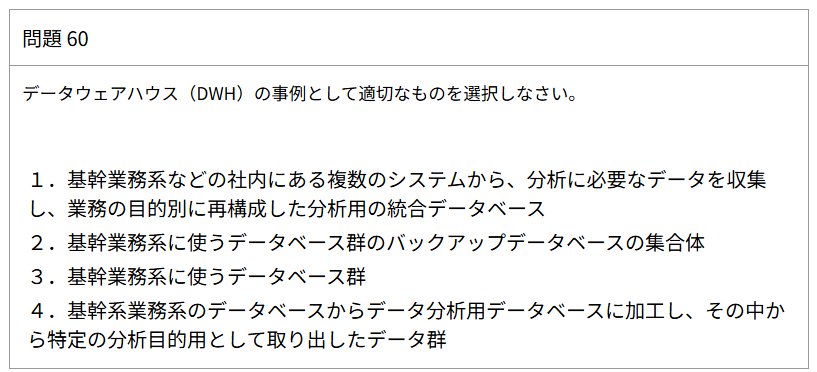 問題 60
データウェアハウス（DWH）の事例として適切なものを選択しなさい。
１．基幹業務系などの社内にある複数のシステムから、分析に必要なデータを収集
し、業務の目的別に再構成した分析用の統合データベース
２．基幹業務系に使うデータベース群のバックアップデータベースの集合体
３．基幹業務系に使うデータベース群
４．基幹系業務系のデータベースからデータ分析用データベースに加工し、その中か
ら特定の分析目的用として取り出したデータ群